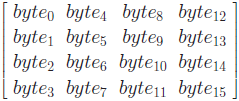 byte₀ byte₄ byte₈ byte₁₂
byte₁ byte₅ byte₉ byte₁₃
byte₂ byte₆ byte₁₀ byte₁₄
byte₃ byte₇ byte₁₁ byte₁₅